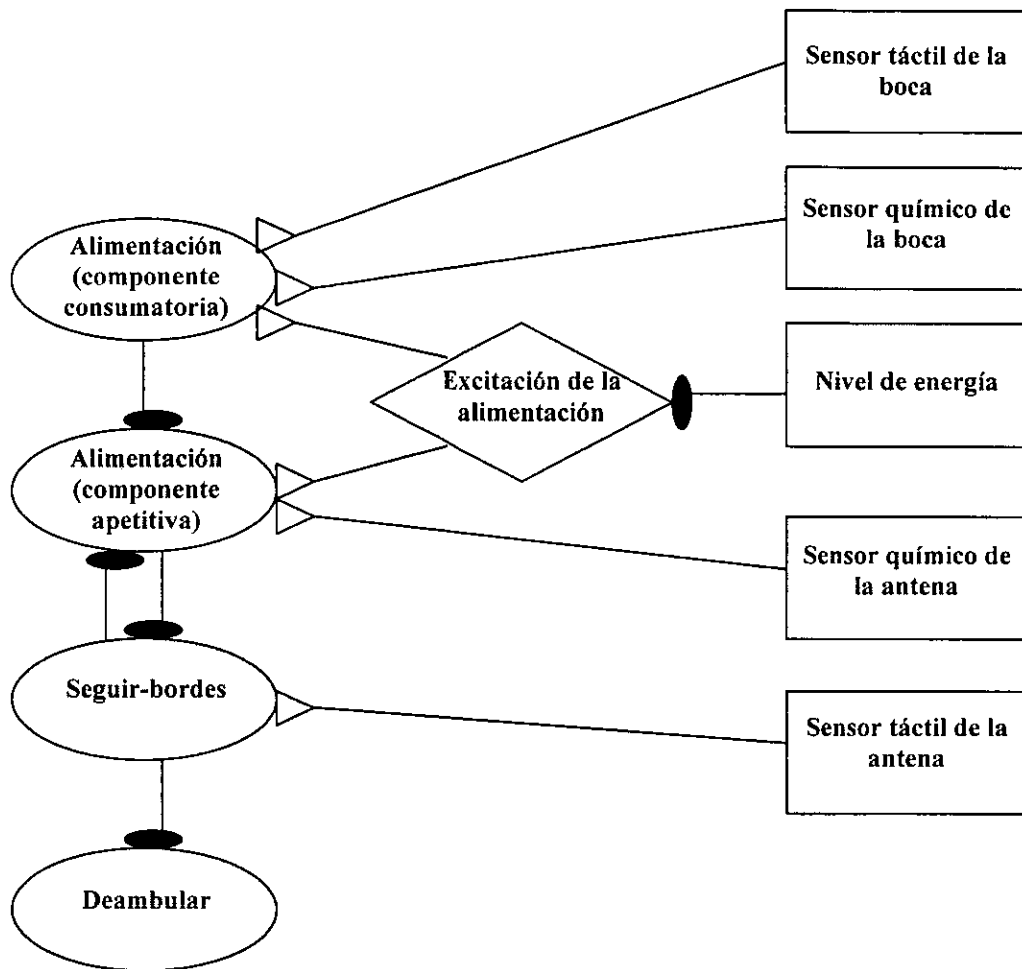 Sensor táctil de la
boca
Sensor químico de
la boca
Alimentación
(componente
consumatoria)
Excitación de la
alimentación
Nivel de energía
Alimentación
(componente
apetitiva)
Sensor químico de
la antena
Seguir-bordes
Sensor táctil de la
antena
Deambular